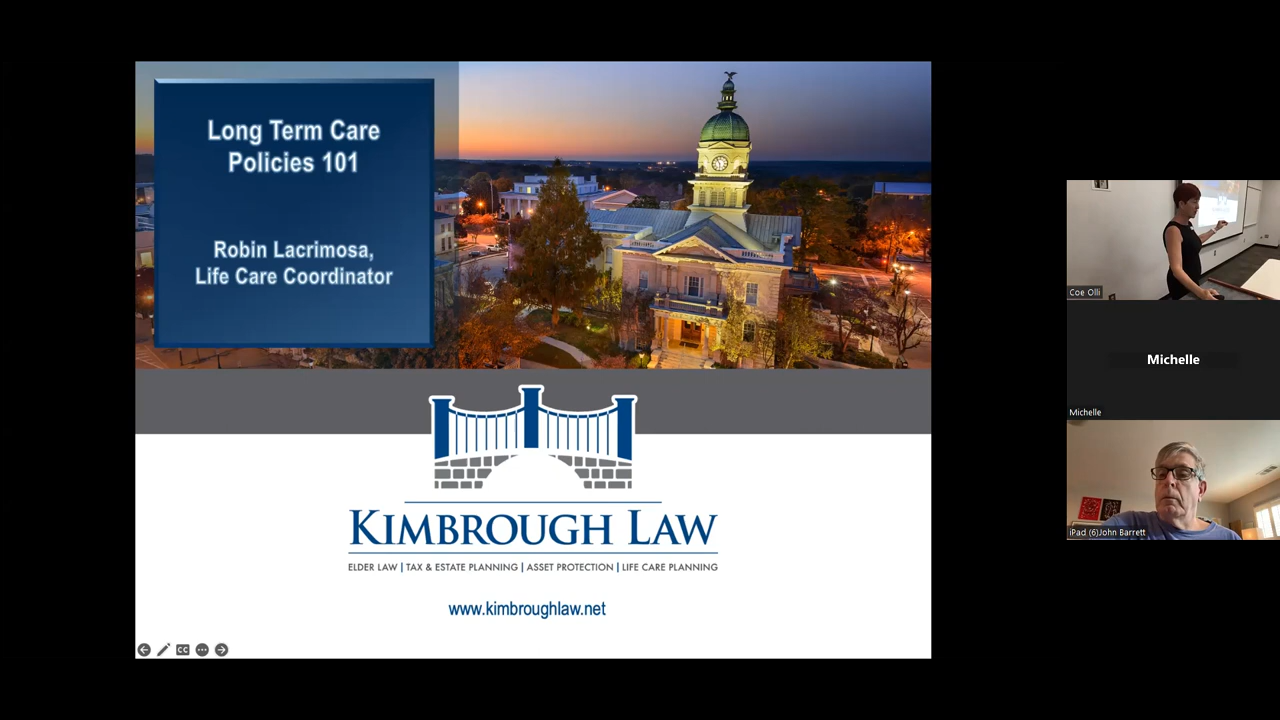 Long Term Care
Policies 101
Robin Lacrimosa,
Life Care Coordinator
KIMBROUGH LAW
ELDER LAW | TAX & ESTATE PLANNING | ASSET PROTECTION | LIFE CARE PLANNING
www.kimbroughlaw.net
CC
Coe Olli
Michelle
Michelle
iPad (6)John Barrett